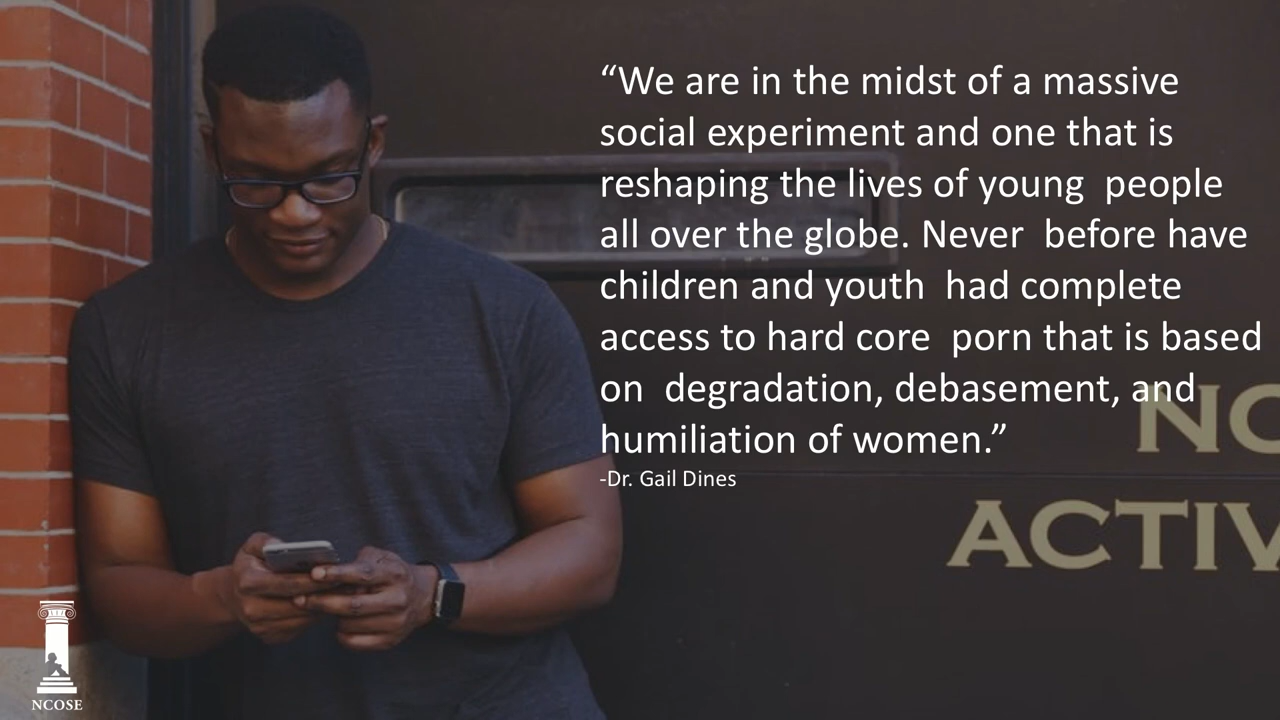 “We are in the midst of a massive
social experiment and one that is
reshaping the lives of young  people
all over the globe. Never  before have
children and youth  had complete
access to hard core  porn that is based
on  degradation, debasement, and
humiliation of women.”
-Dr. Gail Dines
NO
ACTIV
NCOSE